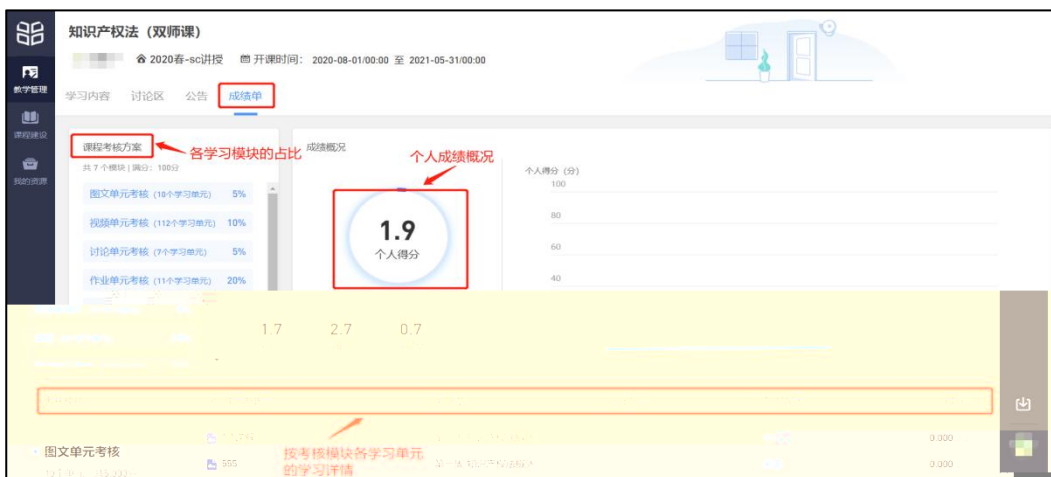 知识产权法（双师课）
2020春-sc讲授 开课时间： 2020-08-01/00:00 至 2021-05-31/00:00
教学管理
学习内容 讨论区 公告 成绩单
课程建设
我的资源
课程考核方案
各学习模块的占比
共 7 个模块 | 满分：100分
图文单元考核 (10个学习单元) 5%
视频单元考核 (112个学习单元) 10%
讨论单元考核 (7个学习单元) 5%
作业单元考核 (11个学习单元) 20%
成绩概况
个人成绩概况
1.9
个人得分
个人得分（分）
100
80
60
40
1.7 2.7 0.7
图文单元考核
按考核模块各学习单元
的学习详情
0.000
555
0.000